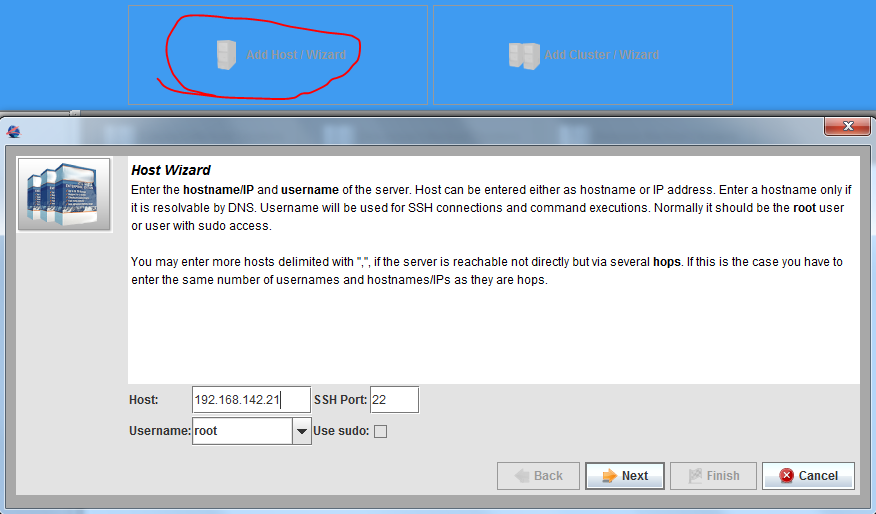 Add Host / Wizard
Add Cluster / Wizard
Host Wizard
Enter the hostname/IP and username of the server. Host can be entered either as hostname or IP address. Enter a hostname only if
it is resolvable by DNS. Username will be used for SSH connections and command executions. Normally it should be the root user
or user with sudo access.
You may enter more hosts delimited with ",", if the server is reachable not directly but via several hops. If this is the case you have to
enter the same number of usernames and hostnames/IPs as they are hops.
Host: 192.168.142.21 SSH Port: 22
Username: root Use sudo:
Back Next Finish Cancel